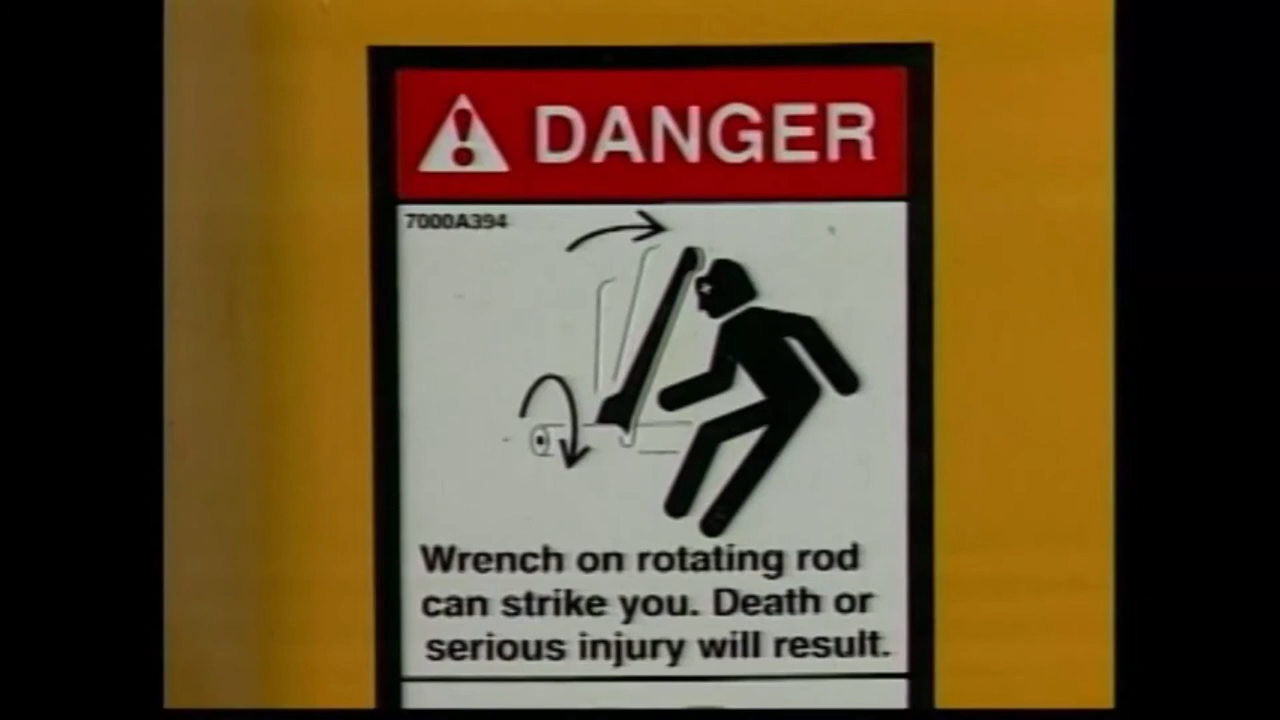 DANGER
7000A394
Wrench on rotating rod
can strike you. Death or
serious injury will result.